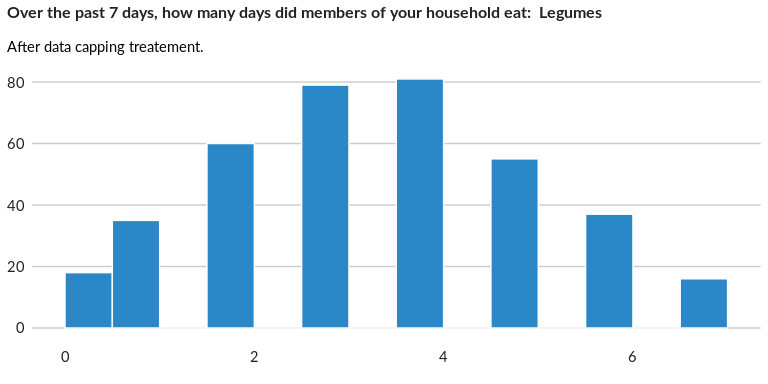 Over the past 7 days, how many days did members of your household eat:  Legumes
After data capping treatement.
80
60
40
20
0
0 2 4 6